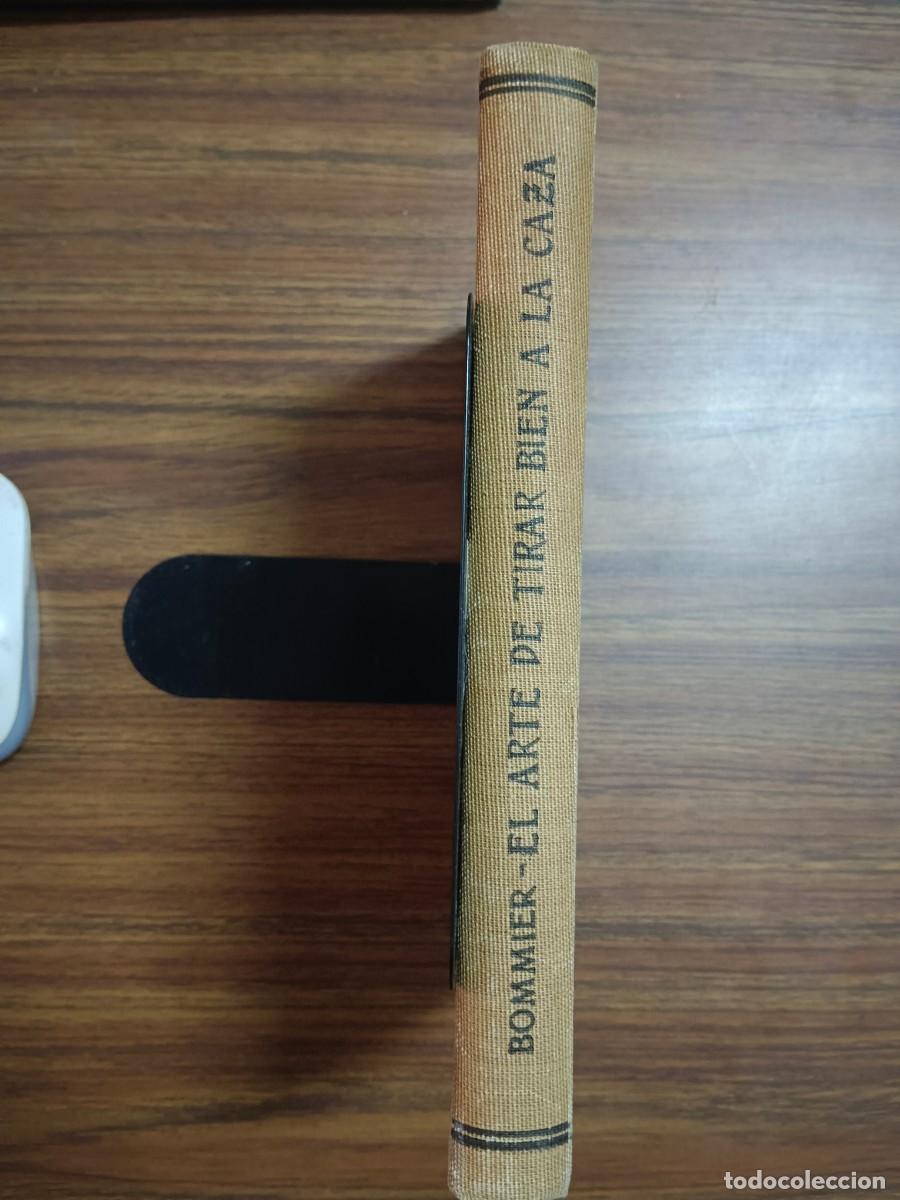 BOMMIER-EL ARTE DE TIRAR BIEN A LA CAZA
todocoleccion